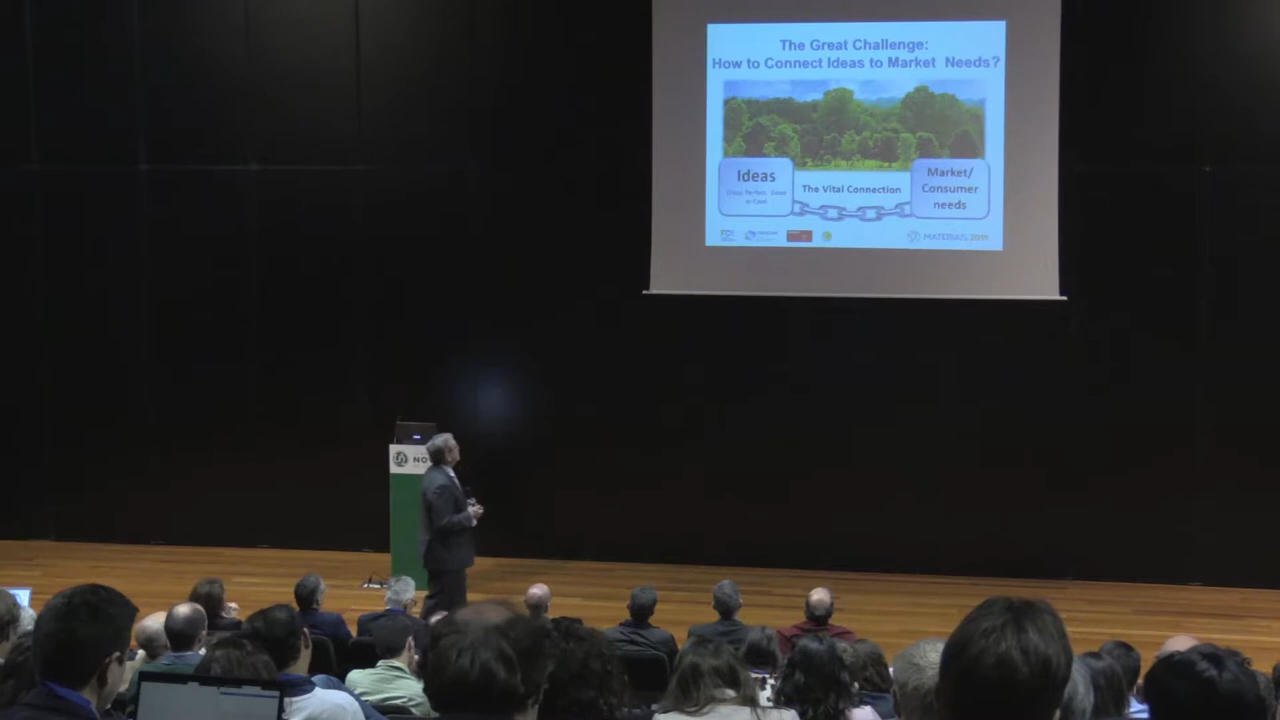 The Great Challenge:
How to Connect Ideas to Market Needs?
Ideas
The Vital Connection
Market/
Consumer
needs
MATERIAIS 2019
NO